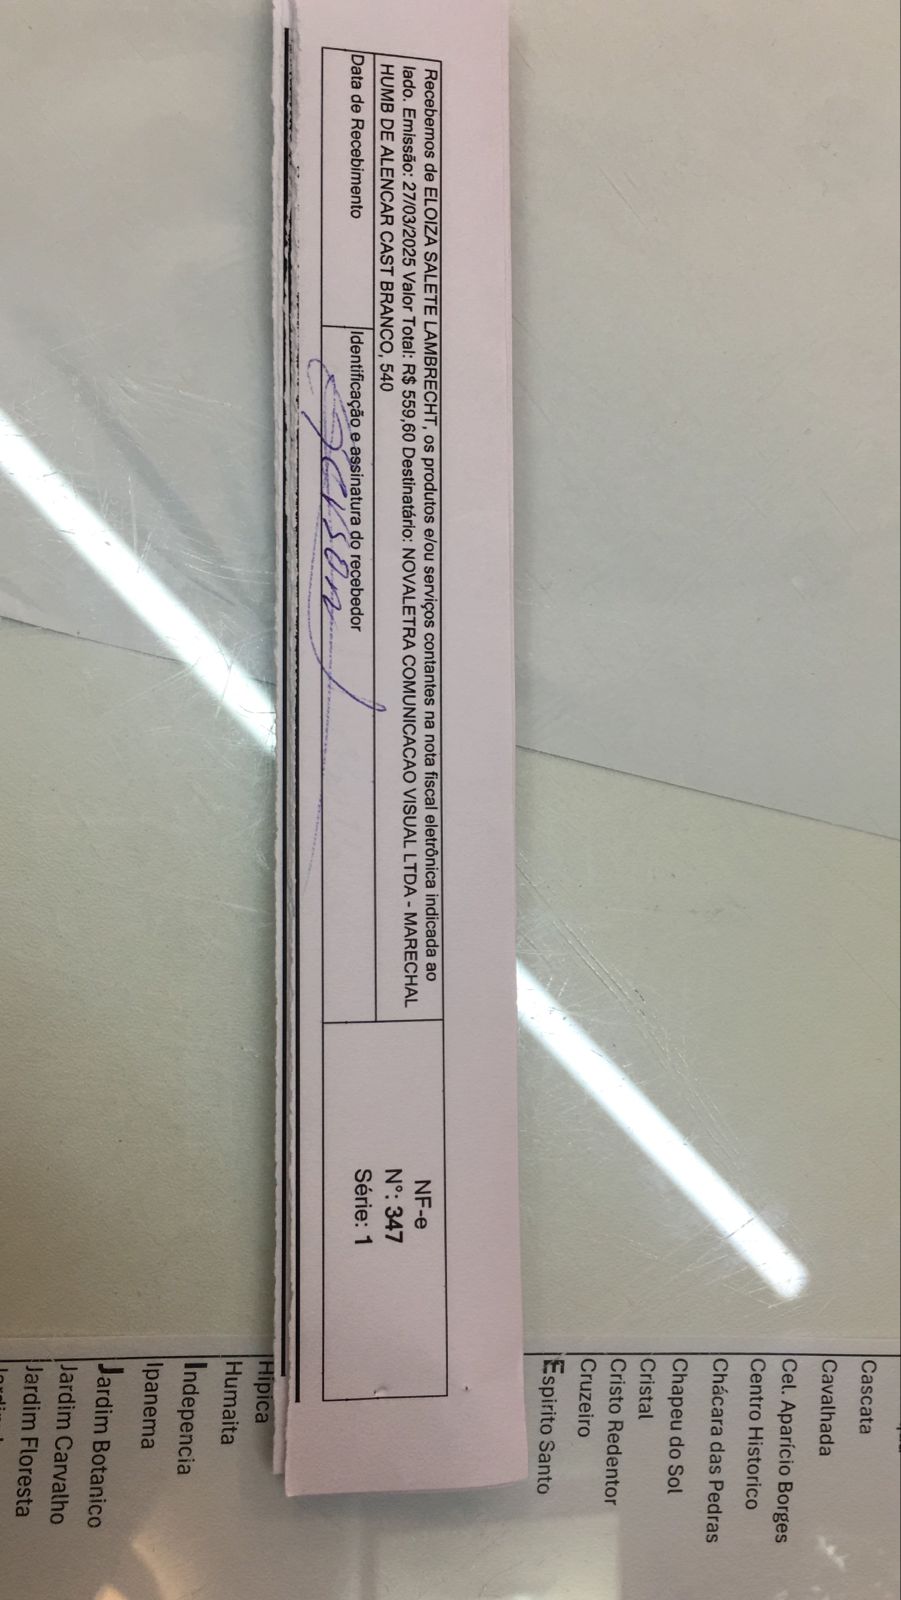 Recebemos de ELOIZA SALETE LAMBRECHT, os produtos e/ou serviços contantes na nota fiscal eletrônica indicada ao
lado. Emissão: 27/03/2025 Valor Total: R$ 559,60 Destinatário: NOVALETRA COMUNICACAO VISUAL LTDA - MARECHAL
HUMB DE ALENCAR CAST BRANCO, 540
Data de Recebimento
Identificação e assinatura do recebedor
NF-e
Nº: 347
Série: 1
Cascata
Cavalhada
Cel. Aparício Borges
Centro Historico
Chácara das Pedras
Chapeu do Sol
Cristal
Cristo Redentor
Cruzeiro
Espirito Santo
Hípica
Humaita
Independencia
Ipanema
Jardim Botanico
Jardim Carvalho
Jardim Floresta